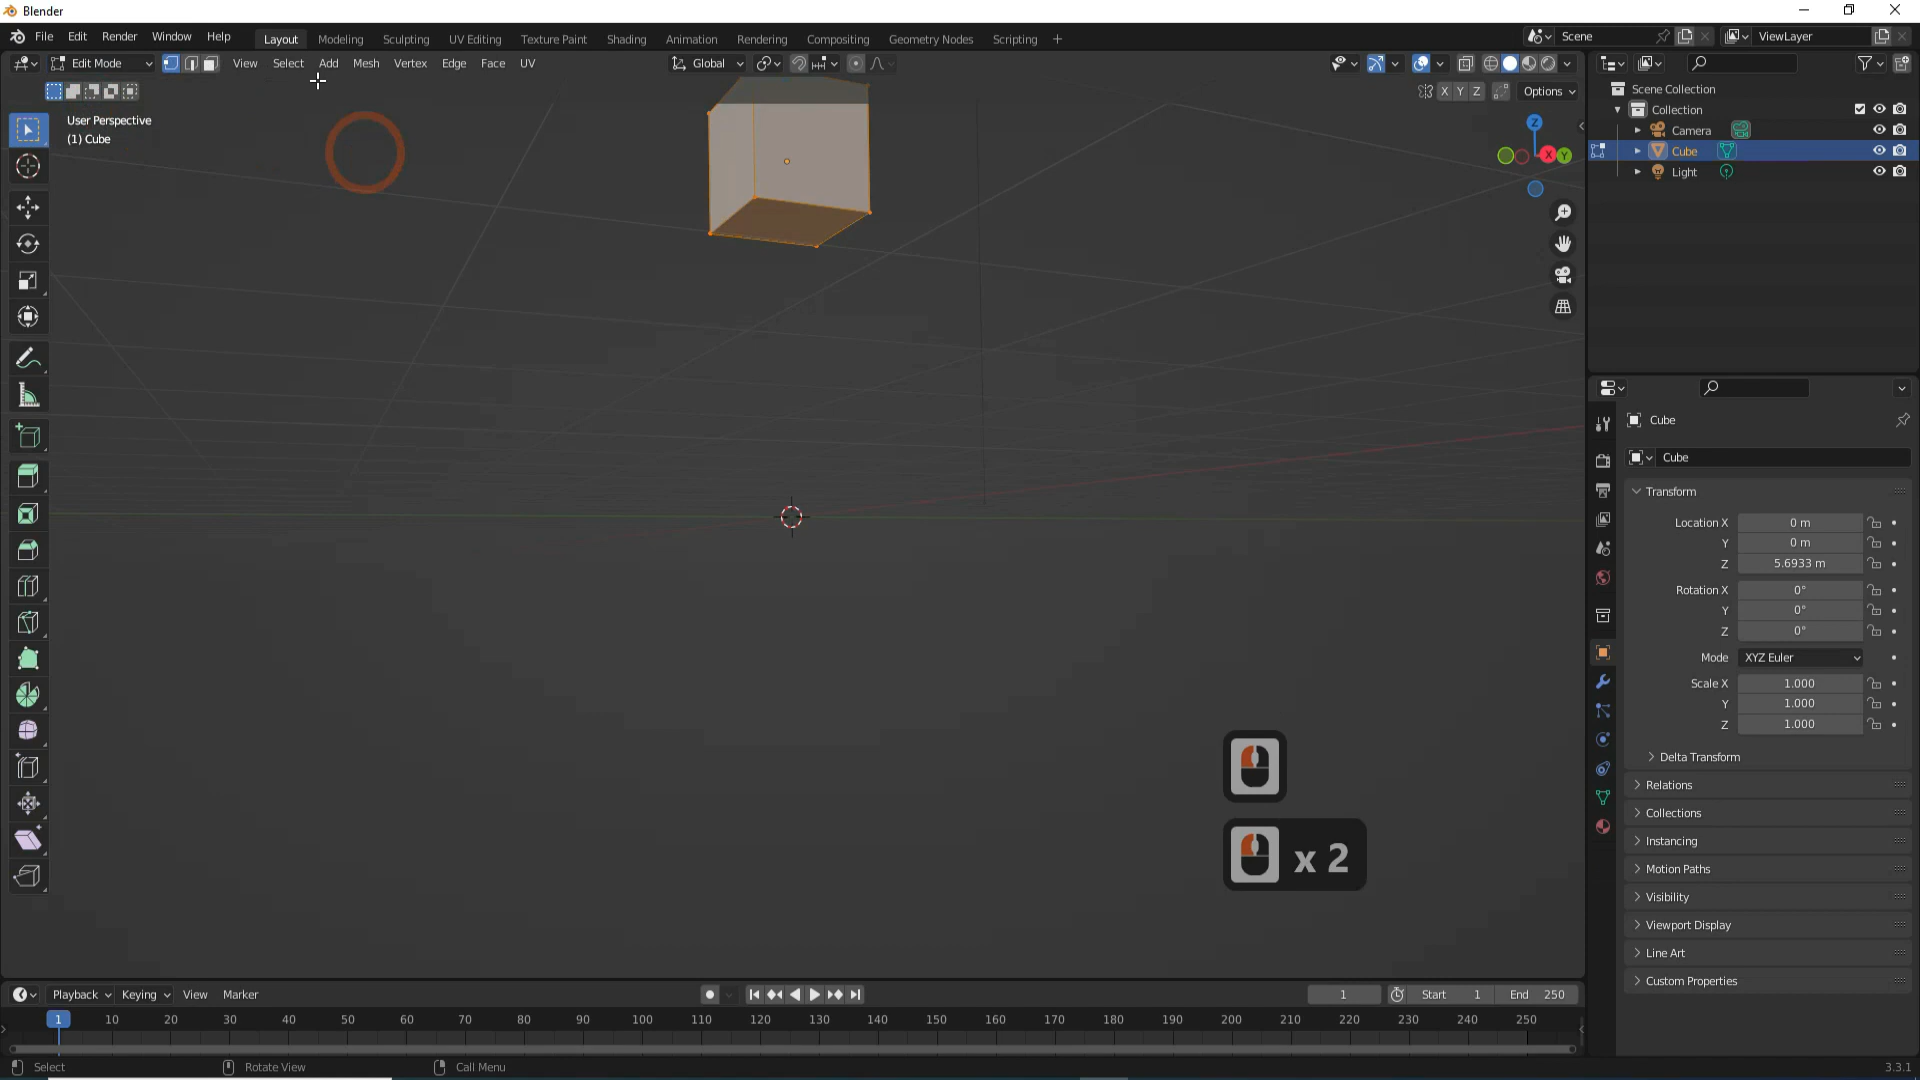 Blender
File Edit Render Window Help Layout Modeling Sculpting UV Editing Texture Paint Shading Animation Rendering Compositing Geometry Nodes Scripting + Scene ViewLayer
Edit Mode View Select Add Mesh Vertex Edge Face UV Global
X Y Z Options
User Perspective
(1) Cube
Z
X
Y
Scene Collection
Collection
Camera
Cube
Light
Cube
Cube
Transform
Location X 0 m
Y 0 m
Z 5.6933 m
Rotation X 0°
Y 0°
Z 0°
Mode XYZ Euler
Scale X 1.000
Y 1.000
Z 1.000
Delta Transform
Relations
Collections
Instancing
Motion Paths
Visibility
Viewport Display
Line Art
Custom Properties
x 2
Playback Keying View Marker 1 Start 1 End 250
1 10 20 30 40 50 60 70 80 90 100 110 120 130 140 150 160 170 180 190 200 210 220 230 240 250
Select Rotate View Call Menu 3.3.1